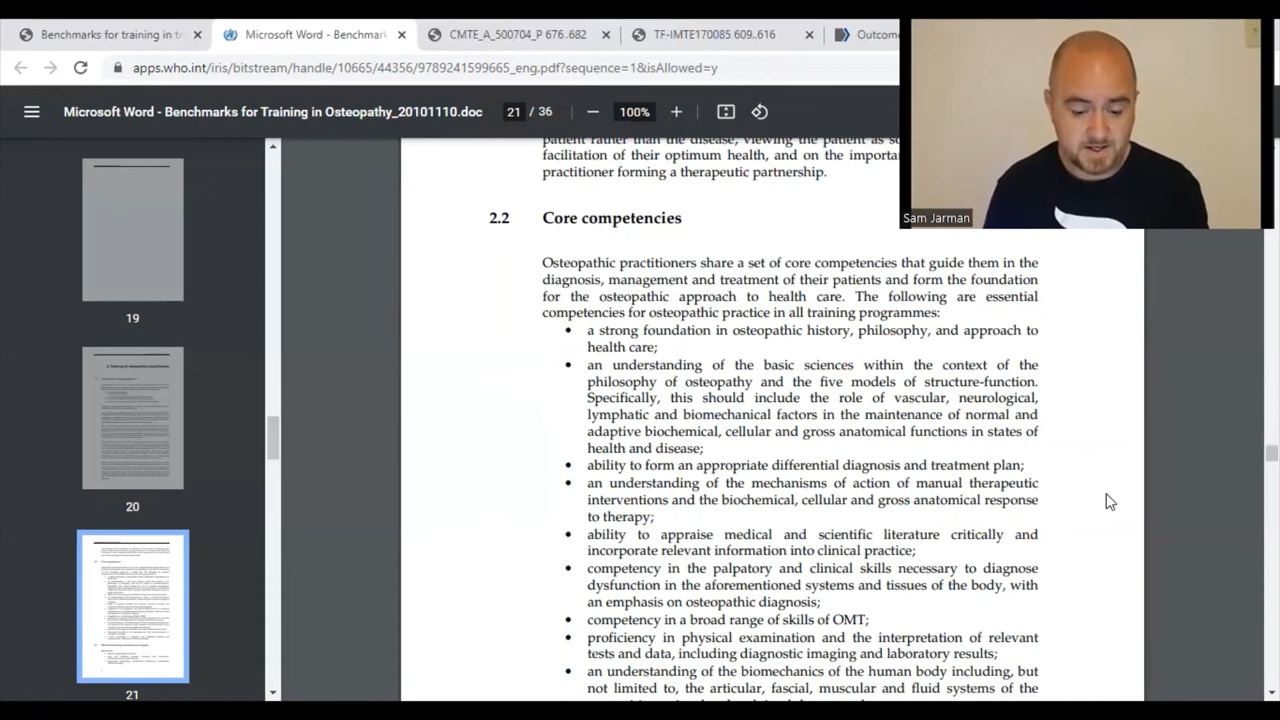 Benchmarks for training in tr
Microsoft Word - Benchmark
CMTE_A_500704_P 676..682
TF-IMTE170085 609..616
Outcome
apps.who.int/iris/bitstream/handle/10665/44356/9789241599665_eng.pdf?sequence=1&isAllowed=y
Microsoft Word - Benchmarks for Training in Osteopathy_20101110.doc
21 / 36
100%
patient rather than the disease, viewing the patient as s
facilitation of their optimum health, and on the importan
practitioner forming a therapeutic partnership.
Sam Jarman
2.2 Core competencies
Osteopathic practitioners share a set of core competencies that guide them in the
diagnosis, management and treatment of their patients and form the foundation
for the osteopathic approach to health care. The following are essential
competencies for osteopathic practice in all training programmes:
• a strong foundation in osteopathic history, philosophy, and approach to
health care;
• an understanding of the basic sciences within the context of the
philosophy of osteopathy and the five models of structure-function.
Specifically, this should include the role of vascular, neurological,
lymphatic and biomechanical factors in the maintenance of normal and
adaptive biochemical, cellular and gross anatomical functions in states of
health and disease;
• ability to form an appropriate differential diagnosis and treatment plan;
• an understanding of the mechanisms of action of manual therapeutic
interventions and the biochemical, cellular and gross anatomical response
to therapy;
• ability to appraise medical and scientific literature critically and
incorporate relevant information into clinical practice;
• competency in the palpatory and clinical skills necessary to diagnose
dysfunction in the aforementioned systems and tissues of the body, with
an emphasis on osteopathic diagnosis;
• competency in a broad range of skills of OMT;
• proficiency in physical examination and the interpretation of relevant
tests and data, including diagnostic imaging and laboratory results;
• an understanding of the biomechanics of the human body including, but
not limited to, the articular, fascial, muscular and fluid systems of the
19
20
21